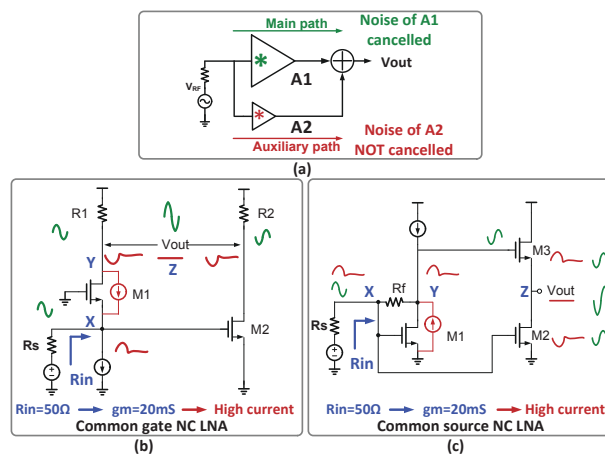 Main path
Noise of A1
cancelled
*
A1
Vout
VRF
*
A2
Auxiliary path
Noise of A2
NOT cancelled
(a)
R1
R2
Vout
Y
Z
M1
X
M2
Rs
Rin
Rin=50Ω gm=20mS High current
Common gate NC LNA
(b)
M3
X
Rf
Y
Z
Vout
Rs
M1
M2
Rin
Rin=50Ω gm=20mS High current
Common source NC LNA
(c)